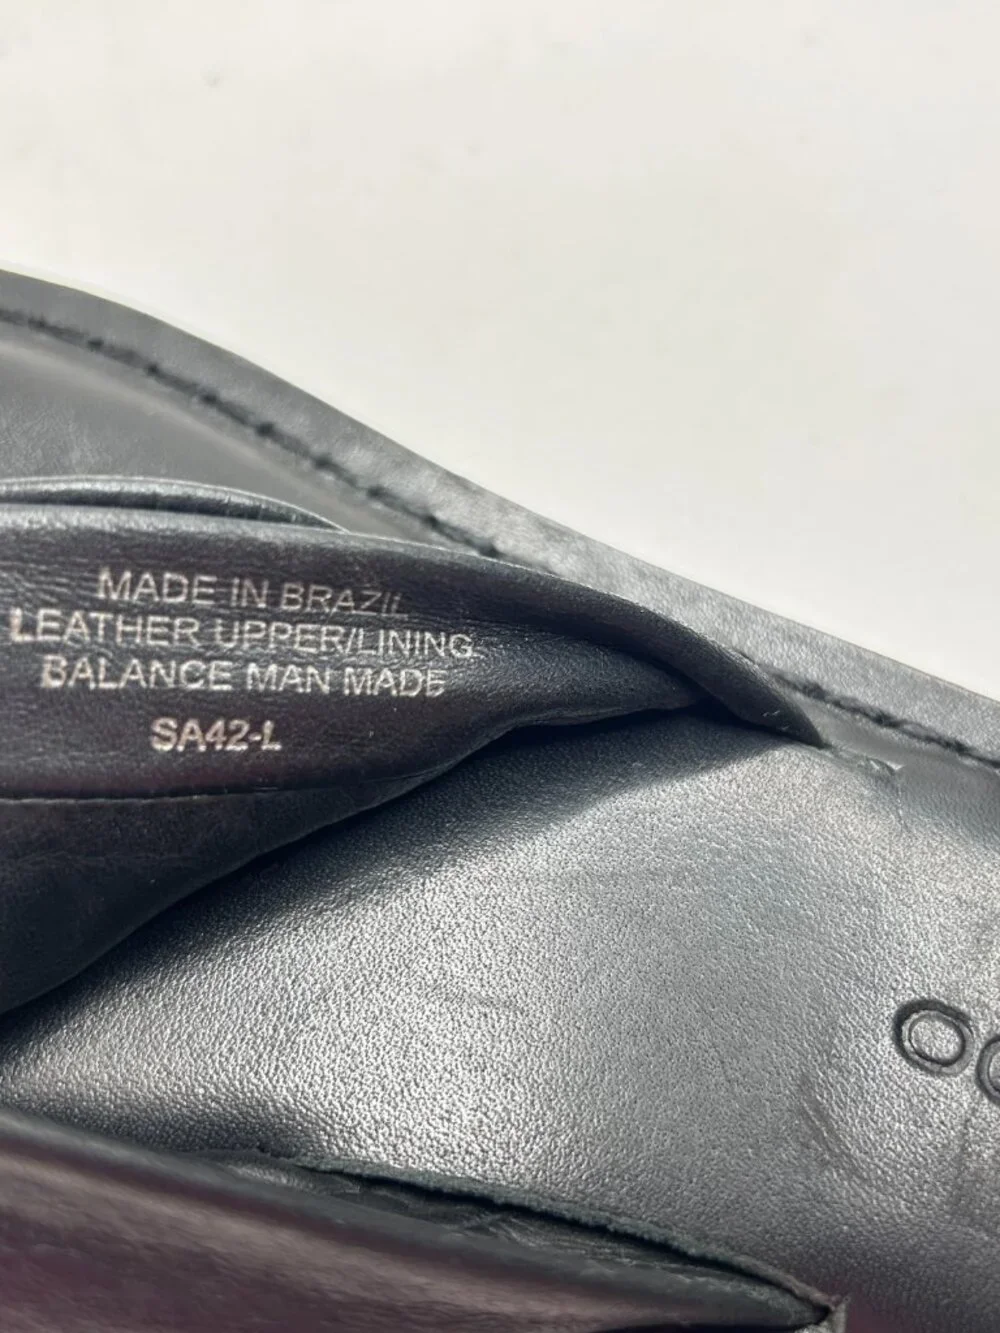 MADE IN BRAZIL
LEATHER UPPER/LINING
BALANCE MAN MADE
SA42-L